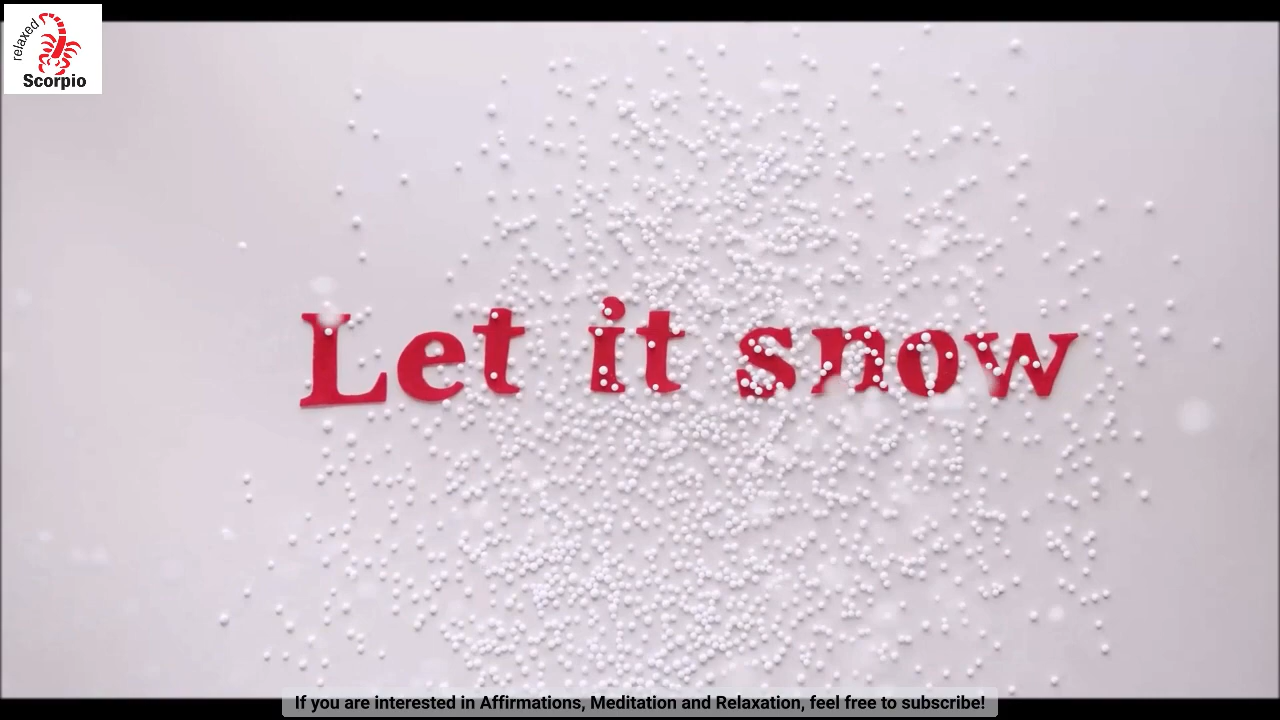 relaxed
Scorpio
Let it snow
If you are interested in Affirmations, Meditation and Relaxation, feel free to subscribe!